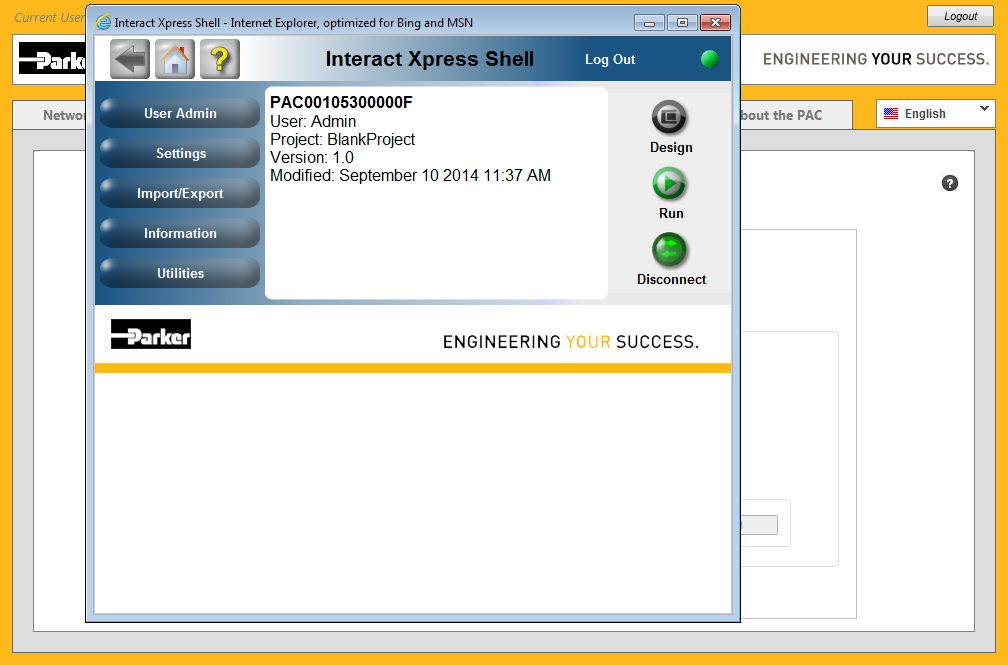 Current User
Interact Xpress Shell - Internet Explorer, optimized for Bing and MSN
Logout
Parker
Interact Xpress Shell
Log Out
ENGINEERING YOUR SUCCESS.
User Admin
Settings
Import/Export
Information
Utilities
PAC00105300000F
User: Admin
Project: BlankProject
Version: 1.0
Modified: September 10 2014 11:37 AM
Design
Run
Disconnect
the PAC
English
Parker
ENGINEERING YOUR SUCCESS.